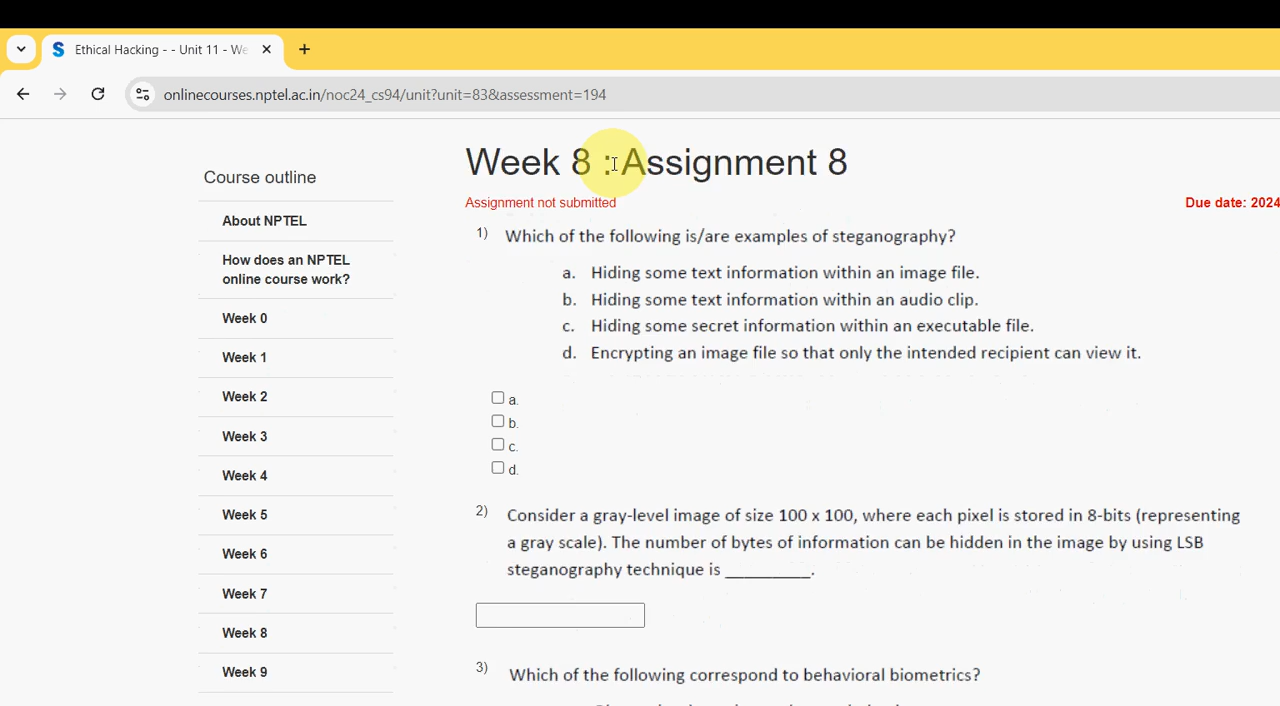 Ethical Hacking - - Unit 11 - We
onlinecourses.nptel.ac.in/noc24_cs94/unit?unit=83&assessment=194
Course outline
About NPTEL
How does an NPTEL
online course work?
Week 0
Week 1
Week 2
Week 3
Week 4
Week 5
Week 6
Week 7
Week 8
Week 9
Week 8 : Assignment 8
Assignment not submitted
Due date: 2024
1) Which of the following is/are examples of steganography?
a. Hiding some text information within an image file.
b. Hiding some text information within an audio clip.
c. Hiding some secret information within an executable file.
d. Encrypting an image file so that only the intended recipient can view it.
a.
b.
c.
d.
2) Consider a gray-level image of size 100 x 100, where each pixel is stored in 8-bits (representing
a gray scale). The number of bytes of information can be hidden in the image by using LSB
steganography technique is __________.
3) Which of the following correspond to behavioral biometrics?